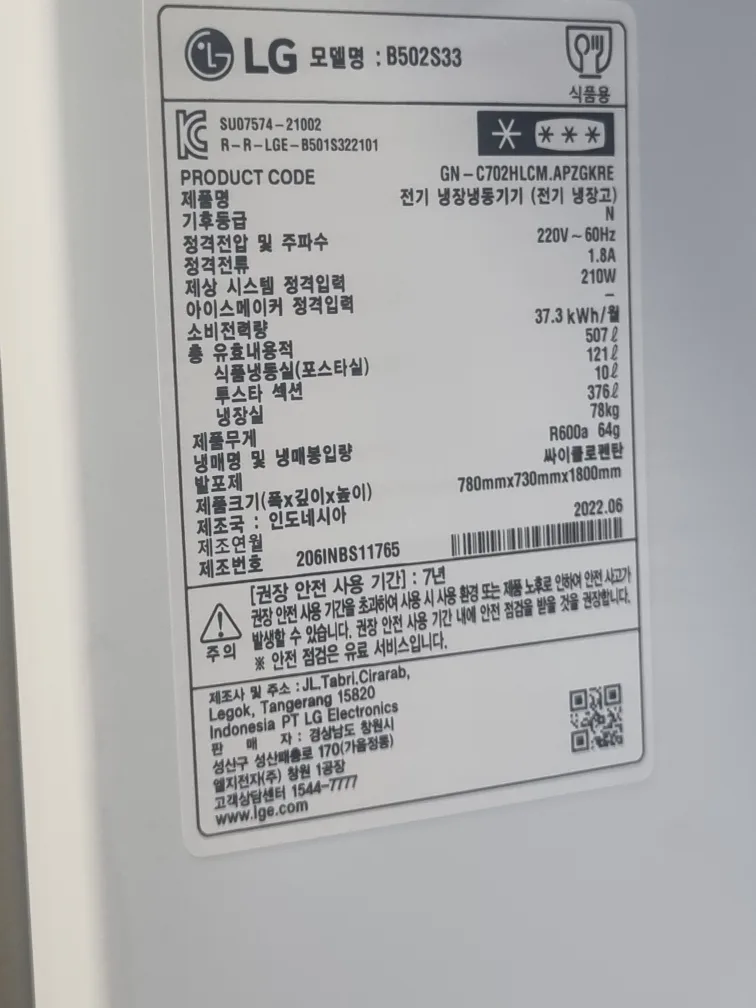 LG 모델명 : B502S33
식품용
SU07574-21002
R-R-LGE-B501S322101
PRODUCT CODE GN-C702HLCM.APZGKRE
제품명 전기 냉장냉동기기 (전기 냉장고)
기후등급 N
정격전압 및 주파수 220V~60Hz
정격전류 1.8A
제상 시스템 정격입력 210W
아이스메이커 정격입력 –
소비전력량 37.3 kWh/월
총 유효내용적 507ℓ
식품냉동실(포스타실) 121ℓ
투스타 섹션 10ℓ
냉장실 376ℓ
제품무게 78kg
냉매명 및 냉매봉입량 R600a 64g
발포제 싸이클로펜탄
제품크기(폭x깊이x높이) 780mmx730mmx1800mm
제조국 : 인도네시아
제조연월 2022.06
제조번호 206INBS11765
[권장 안전 사용 기간] : 7년
권장 안전 사용 기간을 초과하여 사용 시 사용 환경 또는 제품 노후로 인하여 안전 사고가
발생할 수 있습니다. 권장 안전 사용 기간 내에 안전 점검을 받을 것을 권장합니다.
※ 안전 점검은 유료 서비스입니다.
주의
제조사 및 주소 : JL.Tabri,Cirarab,
Legok, Tangerang 15820
Indonesia PT LG Electronics
판 매 자 : 경상남도 창원시
성산구 성산패총로 170(가음정동)
엘지전자(주) 창원 1공장
고객상담센터 1544-7777
www.lge.com